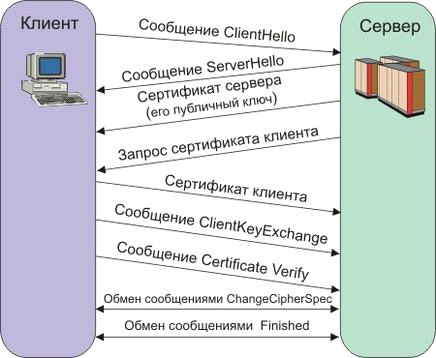 Клиент
Сервер
Сообщение ClientHello
Сообщение ServerHello
Сертификат сервера
(его публичный ключ)
Запрос сертификата клиента
Сертификат клиента
Сообщение ClientKeyExchange
Сообщение Certificate Verify
Обмен сообщениями ChangeCipherSpec
Обмен сообщениями Finished